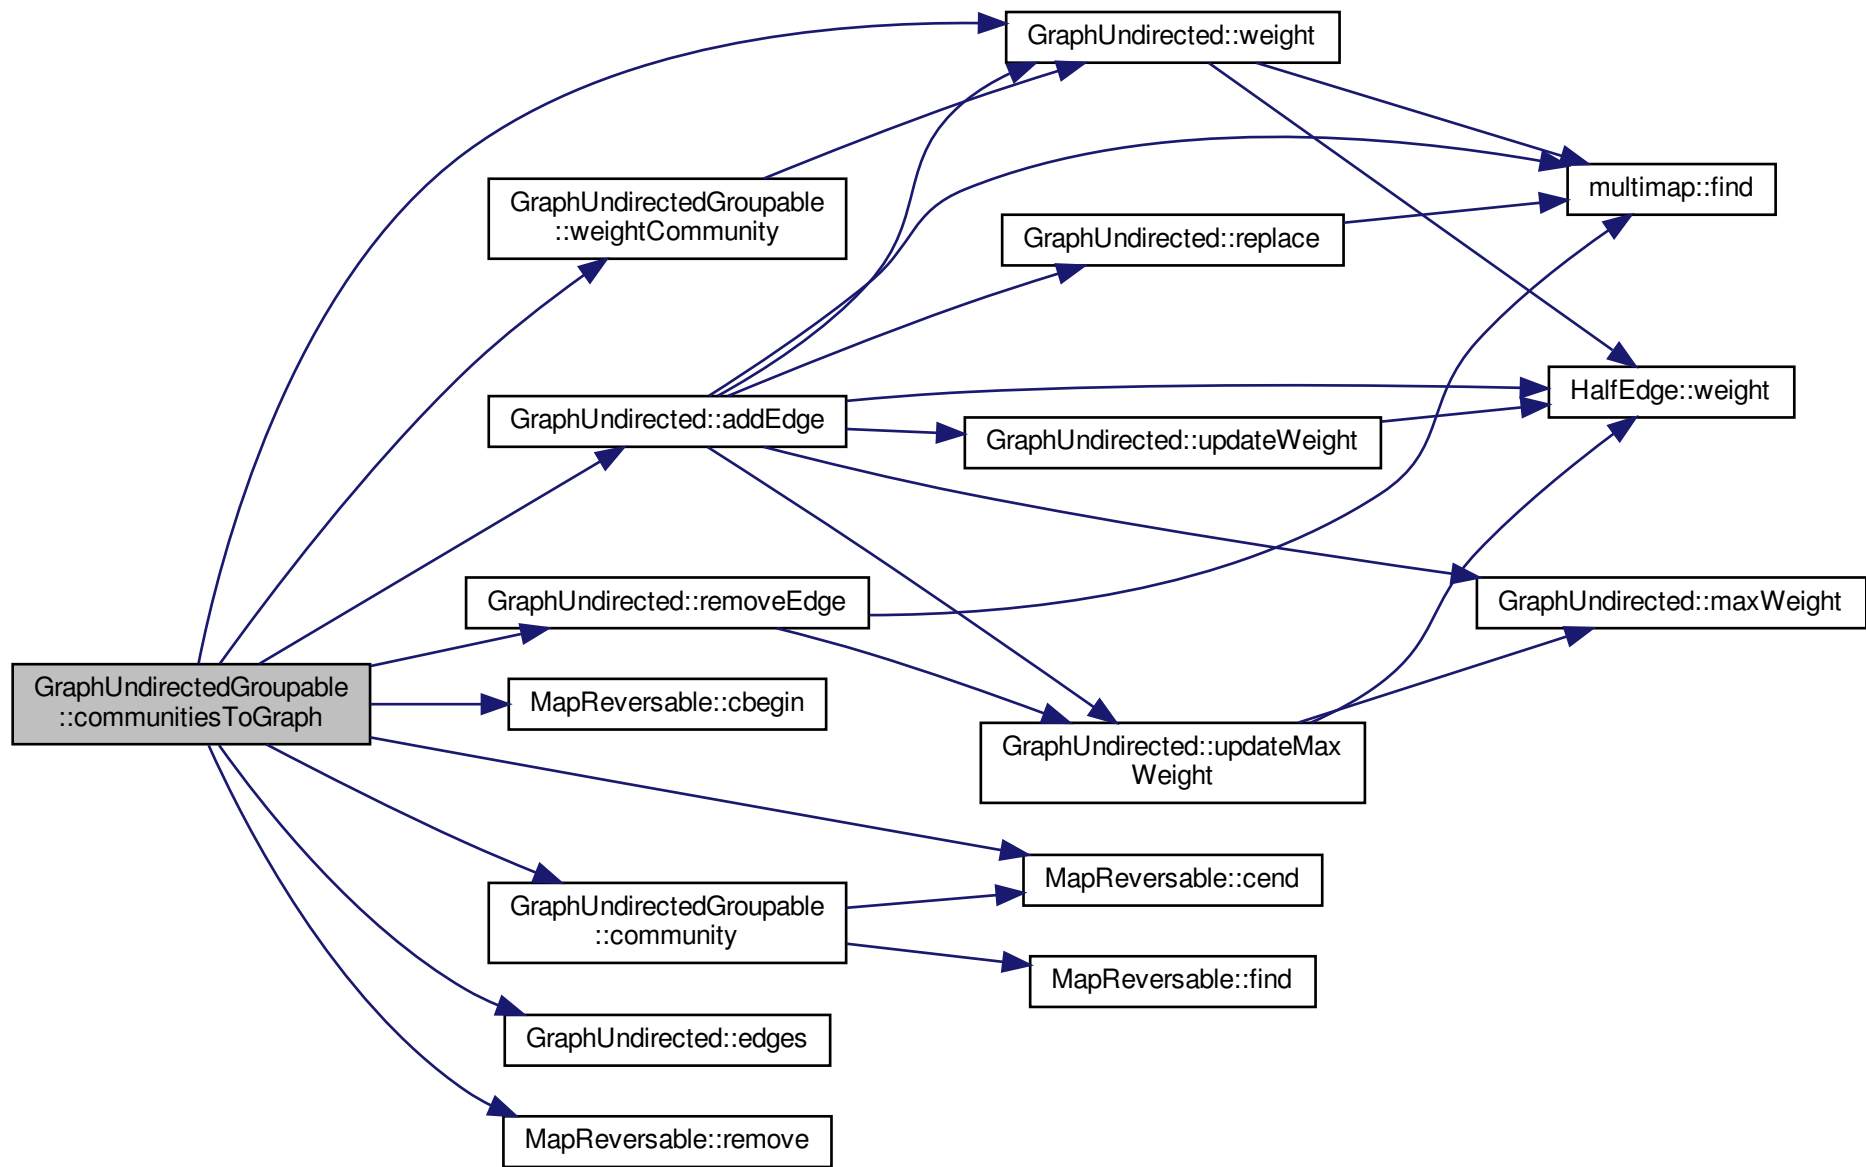 GraphUndirected::weight
multimap::find
GraphUndirectedGroupable
::weightCommunity
GraphUndirected::replace
HalfEdge::weight
GraphUndirected::addEdge
GraphUndirected::updateWeight
GraphUndirected::removeEdge
GraphUndirected::maxWeight
GraphUndirectedGroupable
::communitiesToGraph
MapReversable::cbegin
GraphUndirected::updateMax
Weight
MapReversable::cend
GraphUndirectedGroupable
::community
MapReversable::find
GraphUndirected::edges
MapReversable::remove